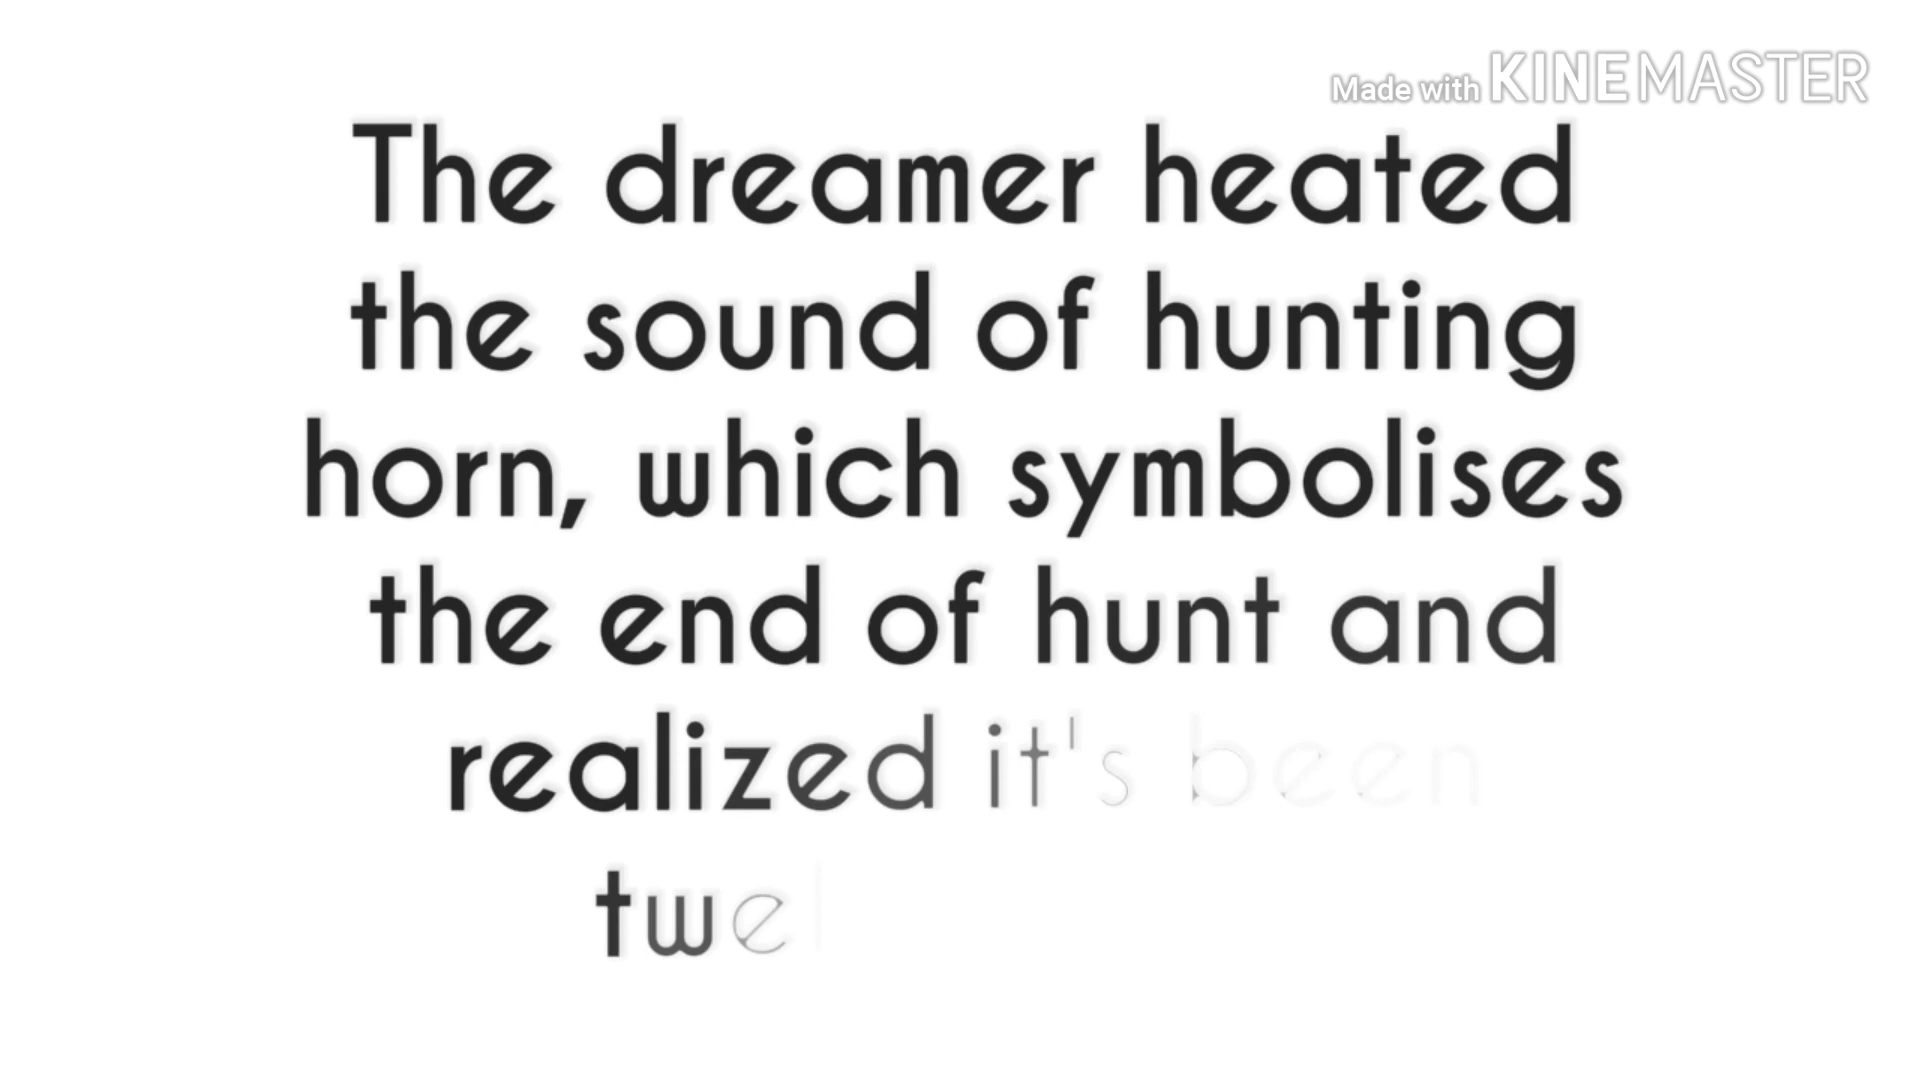 Made with KINEMASTER
The dreamer heated
the sound of hunting
horn, which symbolises
the end of hunt and
realized it's been